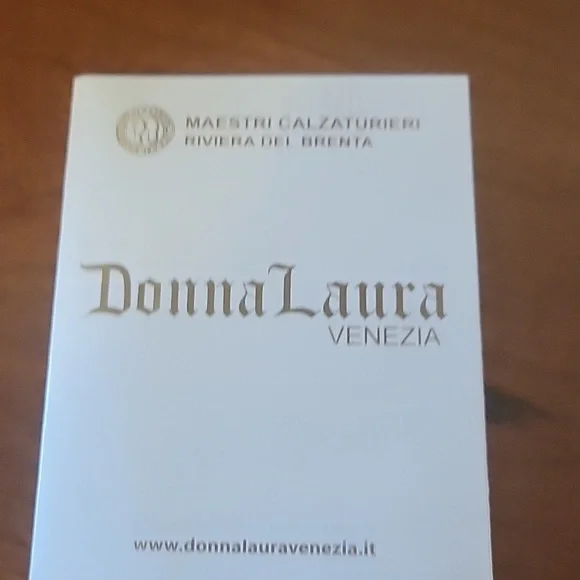 MAESTRI CALZATURIERI
RIVIERA DEL BRENTA
DonnaLaura
VENEZIA
www.donnalauravenezia.it